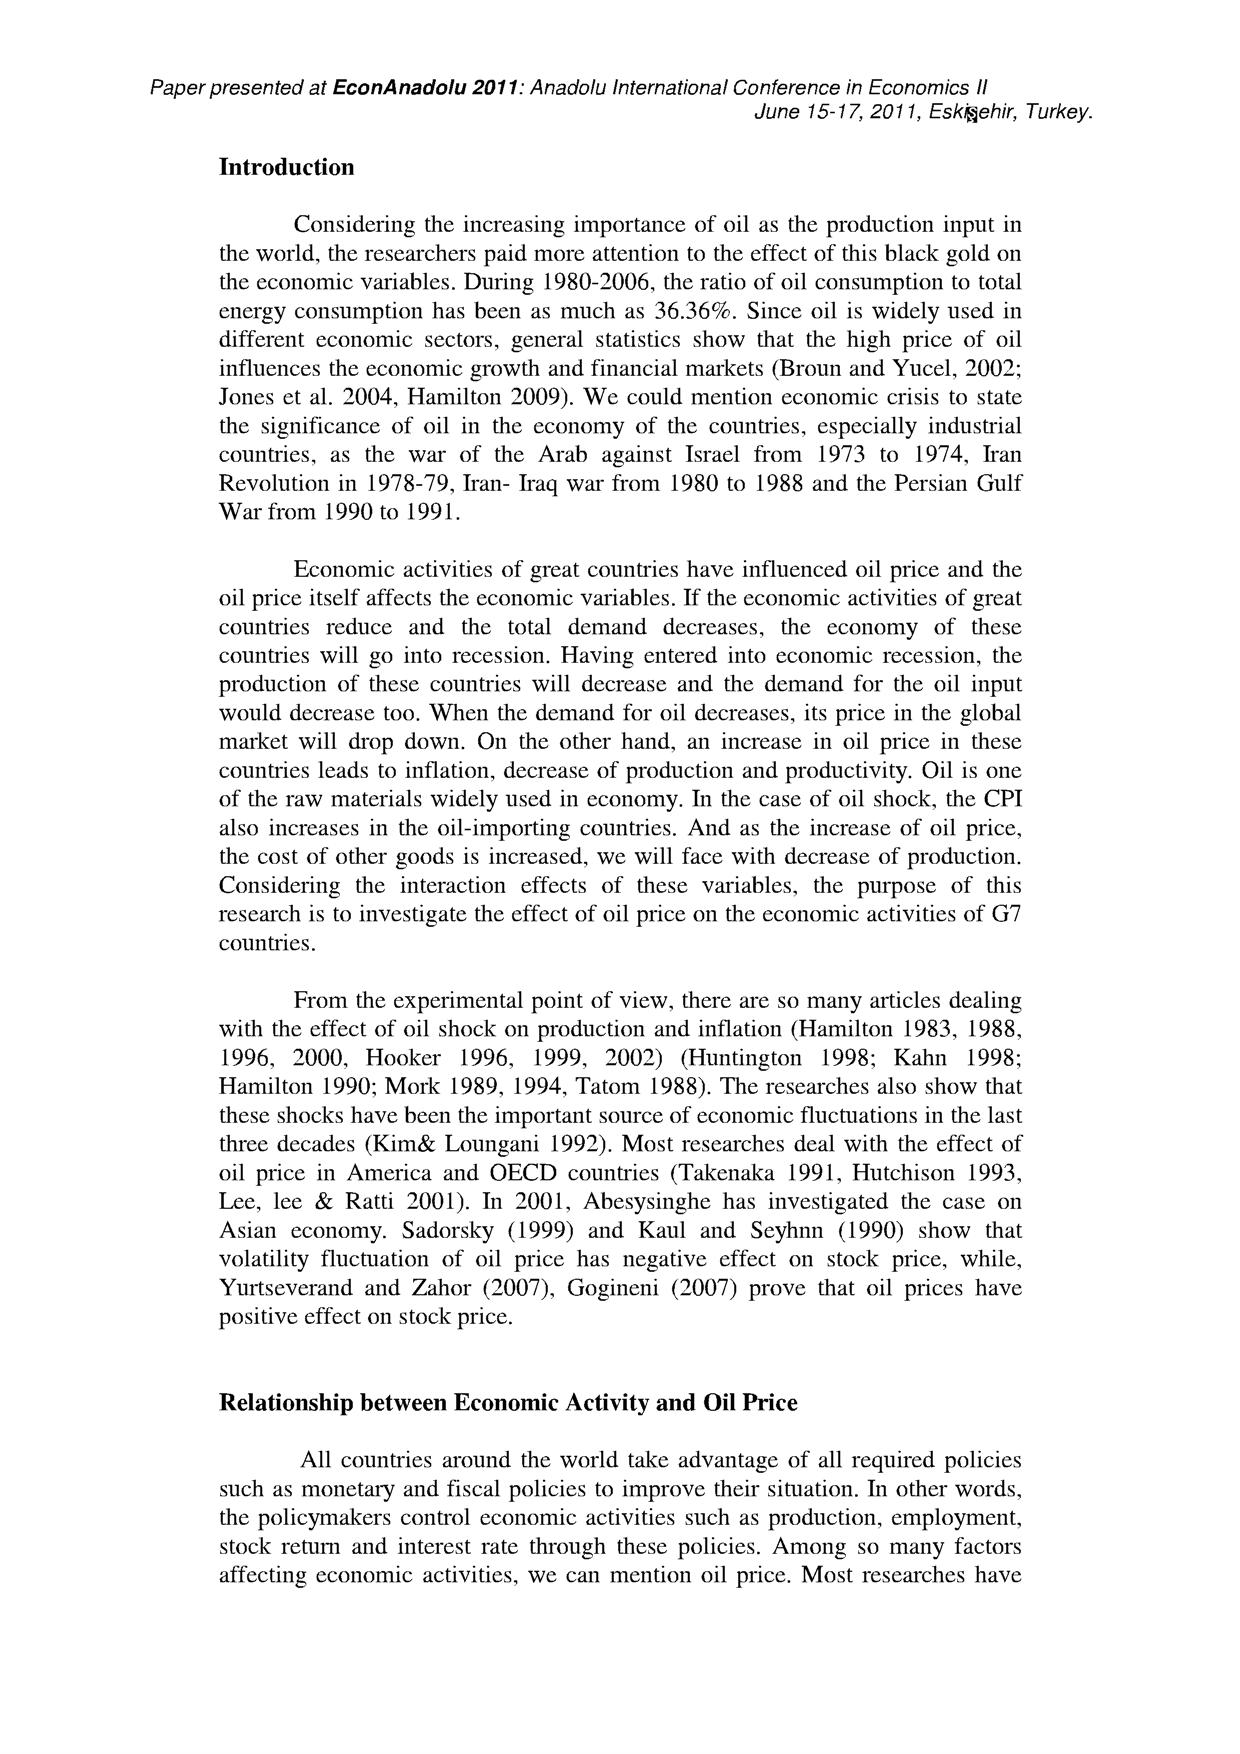 Paper presented at EconAnadolu 2011: Anadolu International Conference in Economics II
June 15-17, 2011, Eskişehir, Turkey.
Introduction
Considering the increasing importance of oil as the production input in
the world, the researchers paid more attention to the effect of this black gold on
the economic variables. During 1980-2006, the ratio of oil consumption to total
energy consumption has been as much as 36.36%. Since oil is widely used in
different economic sectors, general statistics show that the high price of oil
influences the economic growth and financial markets (Broun and Yucel, 2002;
Jones et al. 2004, Hamilton 2009). We could mention economic crisis to state
the significance of oil in the economy of the countries, especially industrial
countries, as the war of the Arab against Israel from 1973 to 1974, Iran
Revolution in 1978-79, Iran- Iraq war from 1980 to 1988 and the Persian Gulf
War from 1990 to 1991.
Economic activities of great countries have influenced oil price and the
oil price itself affects the economic variables. If the economic activities of great
countries reduce and the total demand decreases, the economy of these
countries will go into recession. Having entered into economic recession, the
production of these countries will decrease and the demand for the oil input
would decrease too. When the demand for oil decreases, its price in the global
market will drop down. On the other hand, an increase in oil price in these
countries leads to inflation, decrease of production and productivity. Oil is one
of the raw materials widely used in economy. In the case of oil shock, the CPI
also increases in the oil-importing countries. And as the increase of oil price,
the cost of other goods is increased, we will face with decrease of production.
Considering the interaction effects of these variables, the purpose of this
research is to investigate the effect of oil price on the economic activities of G7
countries.
From the experimental point of view, there are so many articles dealing
with the effect of oil shock on production and inflation (Hamilton 1983, 1988,
1996, 2000, Hooker 1996, 1999, 2002) (Huntington 1998; Kahn 1998;
Hamilton 1990; Mork 1989, 1994, Tatom 1988). The researches also show that
these shocks have been the important source of economic fluctuations in the last
three decades (Kim& Loungani 1992). Most researches deal with the effect of
oil price in America and OECD countries (Takenaka 1991, Hutchison 1993,
Lee, lee & Ratti 2001). In 2001, Abesysinghe has investigated the case on
Asian economy. Sadorsky (1999) and Kaul and Seyhnn (1990) show that
volatility fluctuation of oil price has negative effect on stock price, while,
Yurtseverand and Zahor (2007), Gogineni (2007) prove that oil prices have
positive effect on stock price.
Relationship between Economic Activity and Oil Price
All countries around the world take advantage of all required policies
such as monetary and fiscal policies to improve their situation. In other words,
the policymakers control economic activities such as production, employment,
stock return and interest rate through these policies. Among so many factors
affecting economic activities, we can mention oil price. Most researches have